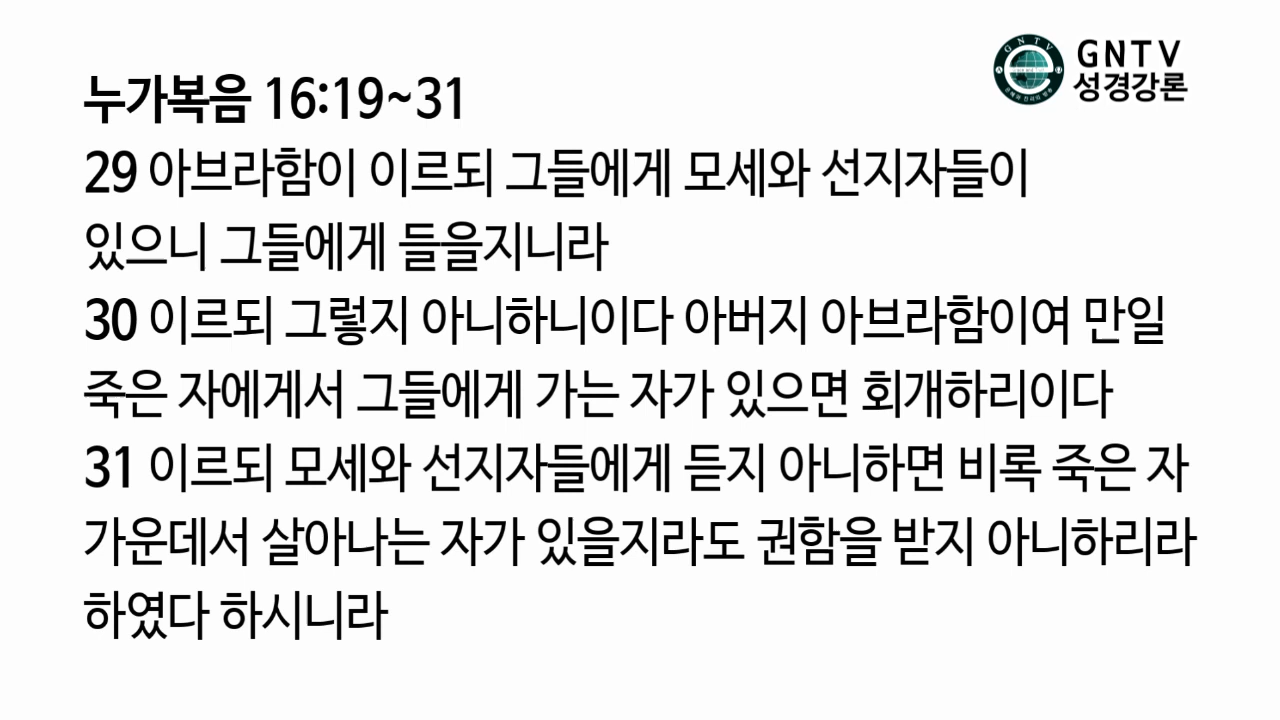 GNTV
성경강론
누가복음 16:19~31
29 아브라함이 이르되 그들에게 모세와 선지자들이
있으니 그들에게 들을지니라
30 이르되 그렇지 아니하니이다 아버지 아브라함이여 만일
죽은 자에게서 그들에게 가는 자가 있으면 회개하리이다
31 이르되 모세와 선지자들에게 듣지 아니하면 비록 죽은 자
가운데서 살아나는 자가 있을지라도 권함을 받지 아니하리라
하였다 하시니라